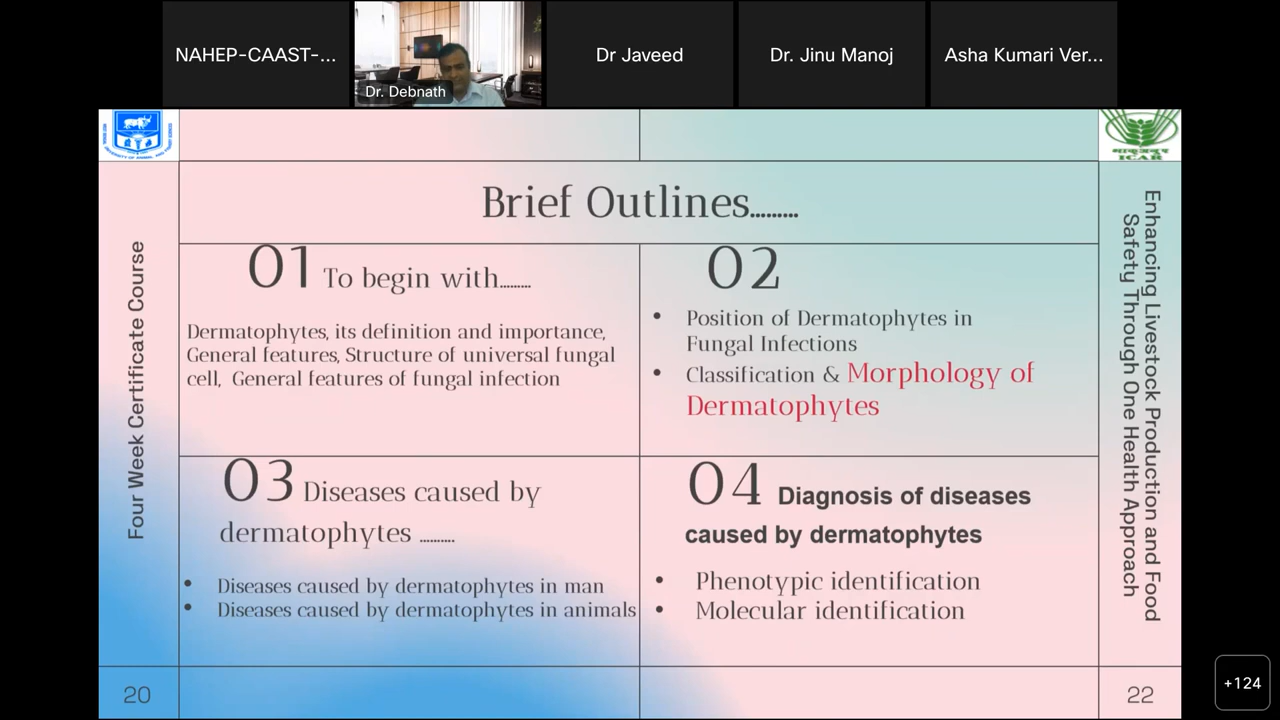 NAHEP-CAAST-...
Dr. Debnath
Dr Javeed
Dr. Jinu Manoj
Asha Kumari Ver...
ICAR
Brief Outlines.........
Four Week Certificate Course
01 To begin with.........
Dermatophytes, its definition and importance,
General features, Structure of universal fungal
cell, General features of fungal infection
02
• Position of Dermatophytes in
Fungal Infections
• Classification & Morphology of
Dermatophytes
03 Diseases caused by
dermatophytes ..........
• Diseases caused by dermatophytes in man
• Diseases caused by dermatophytes in animals
04 Diagnosis of diseases
caused by dermatophytes
• Phenotypic identification
• Molecular identification
Enhancing Livestock Production and Food
Safety Through One Health Approach
20
22
+124